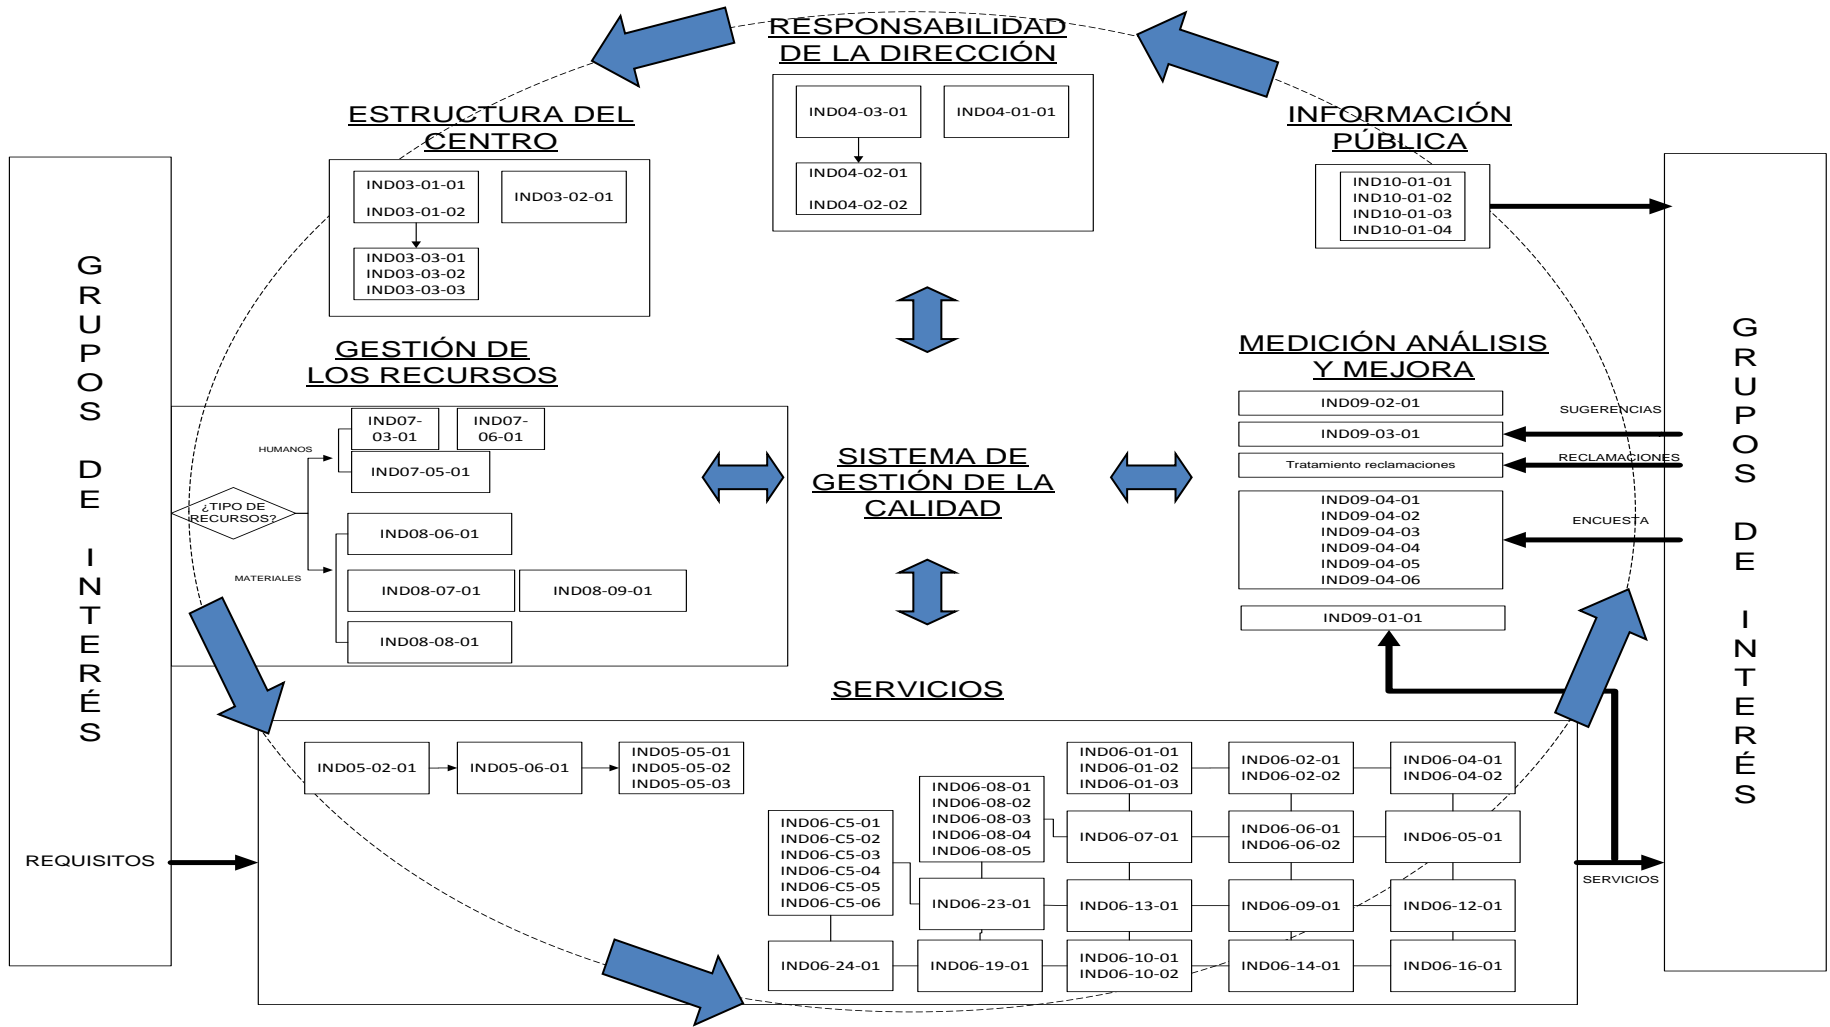 RESPONSABILIDAD
DE LA DIRECCIÓN
IND04-03-01
IND04-01-01
IND04-02-01
IND04-02-02
ESTRUCTURA DEL
CENTRO
IND03-01-01
IND03-01-02
IND03-02-01
IND03-03-01
IND03-03-02
IND03-03-03
INFORMACIÓN
PÚBLICA
IND10-01-01
IND10-01-02
IND10-01-03
IND10-01-04
G
R
U
P
O
S
D
E
I
N
T
E
R
É
S
REQUISITOS
GESTIÓN DE
LOS RECURSOS
¿TIPO DE
RECURSOS?
HUMANOS
IND07-
03-01
IND07-
06-01
IND07-05-01
MATERIALES
IND08-06-01
IND08-07-01
IND08-09-01
IND08-08-01
SISTEMA DE
GESTIÓN DE LA
CALIDAD
MEDICIÓN ANÁLISIS
Y MEJORA
IND09-02-01
IND09-03-01
Tratamiento reclamaciones
IND09-04-01
IND09-04-02
IND09-04-03
IND09-04-04
IND09-04-05
IND09-04-06
IND09-01-01
SUGERENCIAS
RECLAMACIONES
ENCUESTA
G
R
U
P
O
S
D
E
I
N
T
E
R
É
S
SERVICIOS
IND05-02-01
IND05-06-01
IND05-05-01
IND05-05-02
IND05-05-03
IND06-C5-01
IND06-C5-02
IND06-C5-03
IND06-C5-04
IND06-C5-05
IND06-C5-06
IND06-08-01
IND06-08-02
IND06-08-03
IND06-08-04
IND06-08-05
IND06-01-01
IND06-01-02
IND06-01-03
IND06-02-01
IND06-02-02
IND06-04-01
IND06-04-02
IND06-07-01
IND06-06-01
IND06-06-02
IND06-05-01
IND06-23-01
IND06-13-01
IND06-09-01
IND06-12-01
IND06-24-01
IND06-19-01
IND06-10-01
IND06-10-02
IND06-14-01
IND06-16-01
SERVICIOS